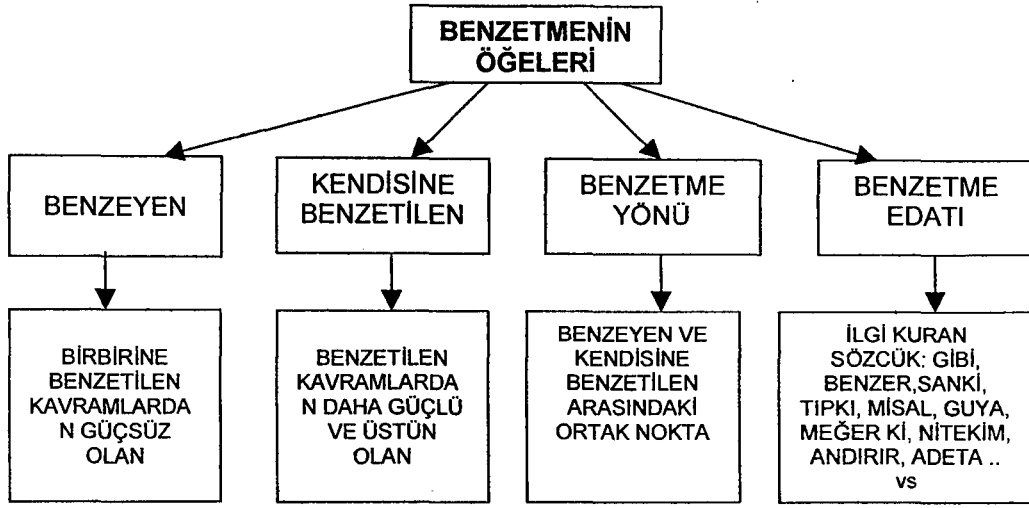 BENZETMENİN
ÖĞELERİ
BENZEYEN
KENDİSİNE
BENZETİLEN
BENZETME
YÖNÜ
BENZETME
EDATI
BİRBİRİNE
BENZETİLEN
KAVRAMLARDA
N GÜÇSÜZ
OLAN
BENZETİLEN
KAVRAMLARDA
N DAHA GÜÇLÜ
VE ÜSTÜN
OLAN
BENZEYEN VE
KENDİSİNE
BENZETİLEN
ARASINDAKİ
ORTAK NOKTA
İLGİ KURAN
SÖZCÜK: GİBİ,
BENZER,SANKİ,
TIPKI, MİSAL, GUYA,
MEĞER Kİ, NİTEKİM,
ANDIRIR, ADETA ..
vs